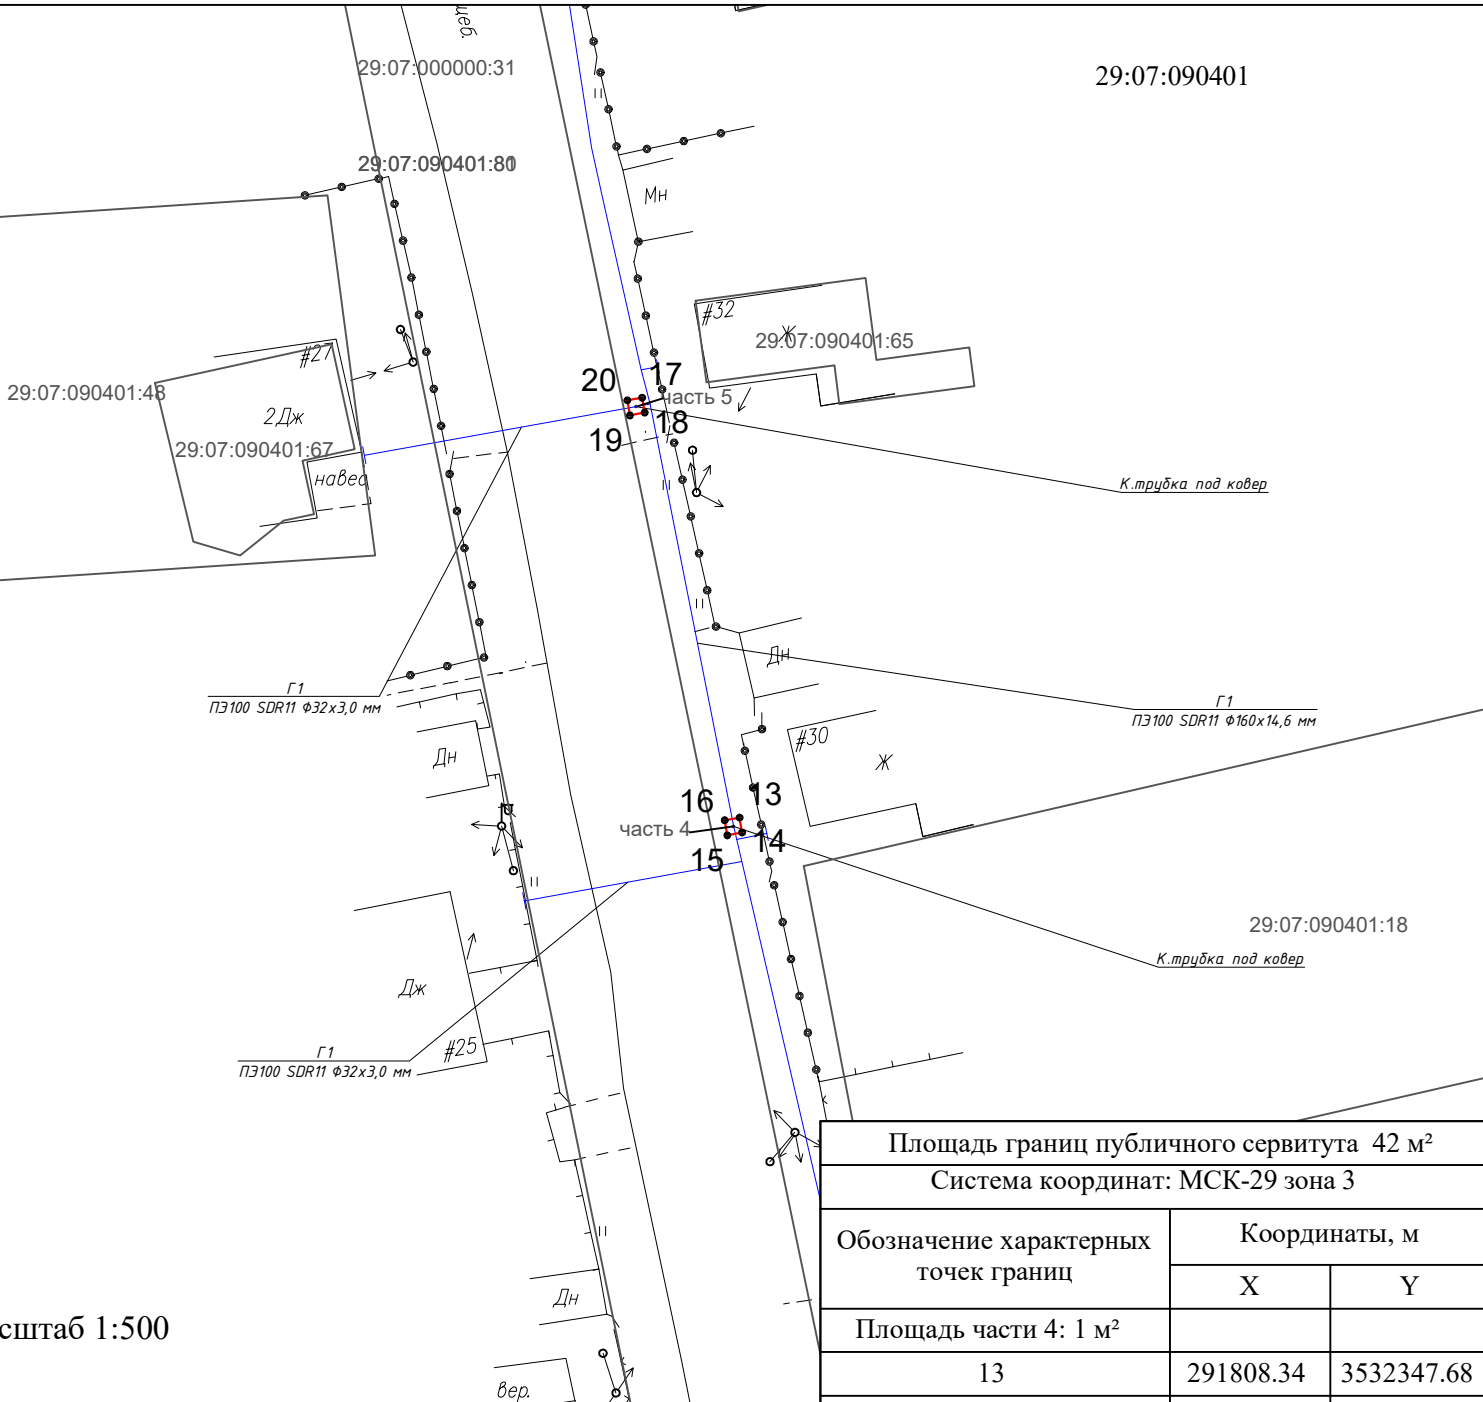 щеб.
29:07:000000:31
29:07:090401
29:07:090401:80
Мн
#32
Ж
29:07:090401:65
#27
29:07:090401:48
2Дж
29:07:090401:67
навес
20
17
часть 5
18
19
К.трубка под ковер
Г1
ПЭ100 SDR11 Ф32х3,0 мм
Дн
Г1
ПЭ100 SDR11 Ф160х14,6 мм
Дн
#30
Ж
16
13
часть 4
14
15
29:07:090401:18
К.трубка под ковер
Дж
#25
Г1
ПЭ100 SDR11 Ф32х3,0 мм
Дн
вер.
сштаб 1:500
Площадь границ публичного сервитута 42 м²
Система координат: МСК-29 зона 3
Обозначение характерных точек границ
Координаты, м
X
Y
Площадь части 4: 1 м²
13
291808.34
3532347.68